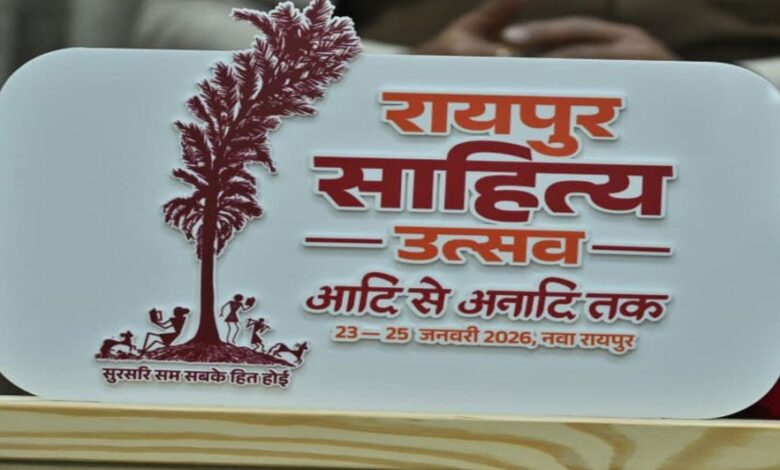 रायपुर
साहित्य
उत्सव
आदि से अनादि तक
23 — 25 जनवरी 2026, नवा रायपुर
सुरसरि सम सबके हित होई